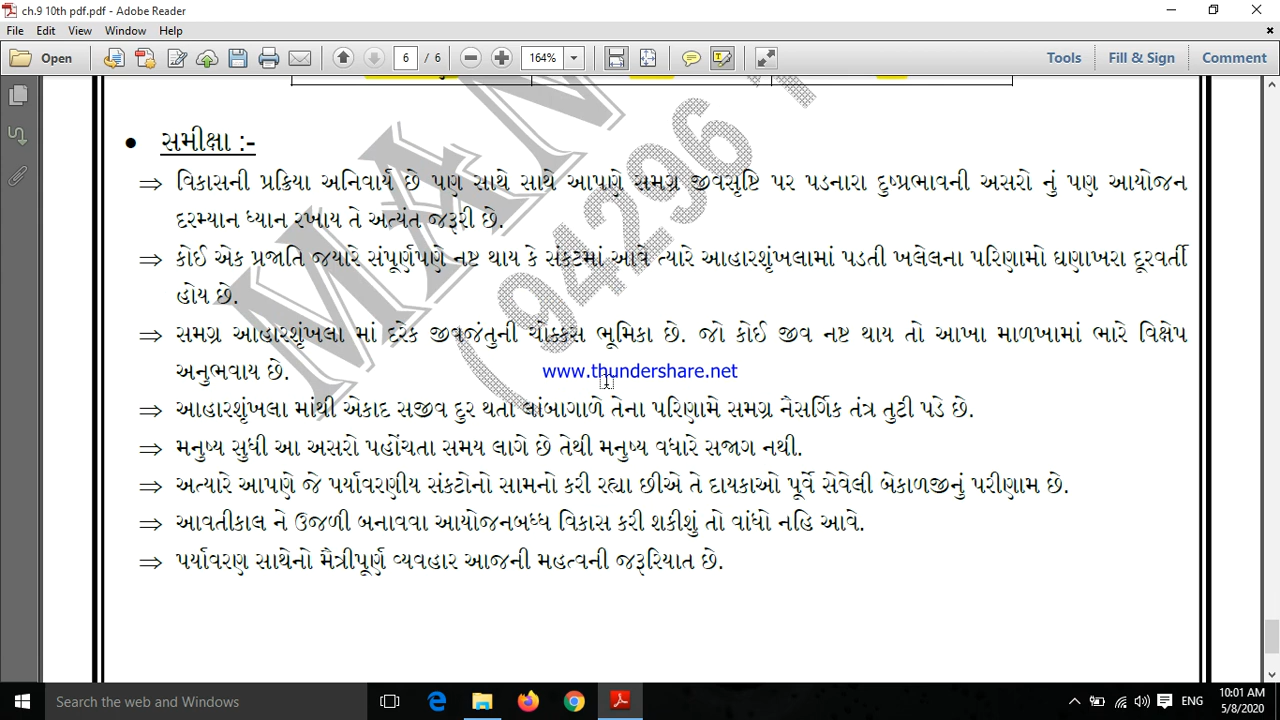 ch.9 10th pdf.pdf - Adobe Reader
File Edit View Window Help
Open 6 / 6 164% Tools Fill & Sign Comment
MXN
( 94296
• સમીક્ષા :-
⇒ વિકાસની પ્રક્રિયા અનિવાર્ય છે પણ સાથે સાથે આપણે સમગ્ર જીવસૃષ્ટિ પર પડનારા દુષ્પ્રભાવની અસરો નું પણ આયોજન
દરમ્યાન ધ્યાન રખાય તે અત્યંત જરૂરી છે.
⇒ કોઈ એક પ્રજાતિ જયારે સંપૂર્ણપણે નષ્ટ થાય કે સંકટમાં આવે ત્યારે આહારશૃંખલામાં પડતી ખલેલના પરિણામો ઘણાખરા દૂરવર્તી
હોય છે.
⇒ સમગ્ર આહારશૃંખલા માં દરેક જીવજંતુની ચોક્કસ ભૂમિકા છે. જો કોઈ જીવ નષ્ટ થાય તો આખા માળખામાં ભારે વિક્ષેપ
અનુભવાય છે.
www.thundershare.net
⇒ આહારશૃંખલા માંથી એકાદ સજીવ દુર થતા લાંબાગાળે તેના પરિણામે સમગ્ર નૈસર્ગિક તંત્ર તુટી પડે છે.
⇒ મનુષ્ય સુધી આ અસરો પહોંચતા સમય લાગે છે તેથી મનુષ્ય વધારે સજાગ નથી.
⇒ અત્યારે આપણે જે પર્યાવરણીય સંકટોનો સામનો કરી રહ્યા છીએ તે દાયકાઓ પૂર્વે સેવેલી બેકાળજીનું પરીણામ છે.
⇒ આવતીકાલ ને ઉજળી બનાવવા આયોજનબધ્ધ વિકાસ કરી શકીશું તો વાંધો નહિ આવે.
⇒ પર્યાવરણ સાથેનો મૈત્રીપૂર્ણ વ્યવહાર આજની મહત્વની જરૂરિયાત છે.
Search the web and Windows
ENG
10:01 AM
5/8/2020